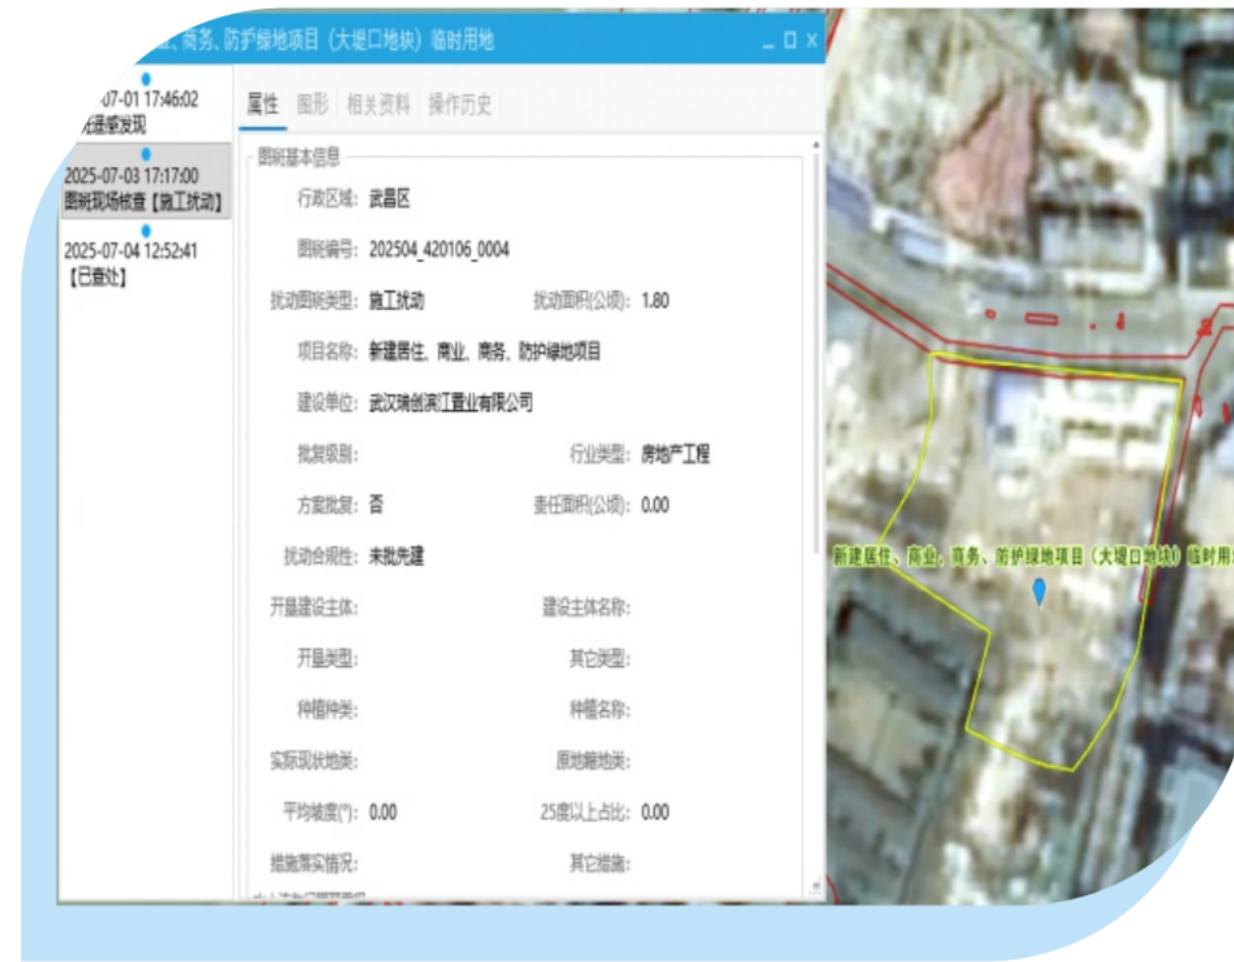 、商务、防护绿地项目（大堤口地块）临时用地
-07-01 17:46:02
遥感发现
2025-07-03 17:17:00
图斑现场核查【施工扰动】
2025-07-04 12:52:41
【已查处】
属性 图形 相关资料 操作历史
图斑基本信息
行政区域: 武昌区
图斑编号: 202504_420106_0004
扰动图斑类型: 施工扰动 扰动面积(公顷): 1.80
项目名称: 新建居住、商业、商务、防护绿地项目
建设单位: 武汉瑞创滨江置业有限公司
批复级别: 行业类型: 房地产工程
方案批复: 否 责任面积(公顷): 0.00
扰动合规性: 未批先建
开垦建设主体: 建设主体名称:
开垦类型: 其它类型:
种植种类: 种植名称:
实际现状地类: 原地籍地类:
平均坡度(°): 0.00 25度以上占比: 0.00
措施落实情况: 其它措施:
新建居住、商业、商务、防护绿地项目（大堤口地块）临时用